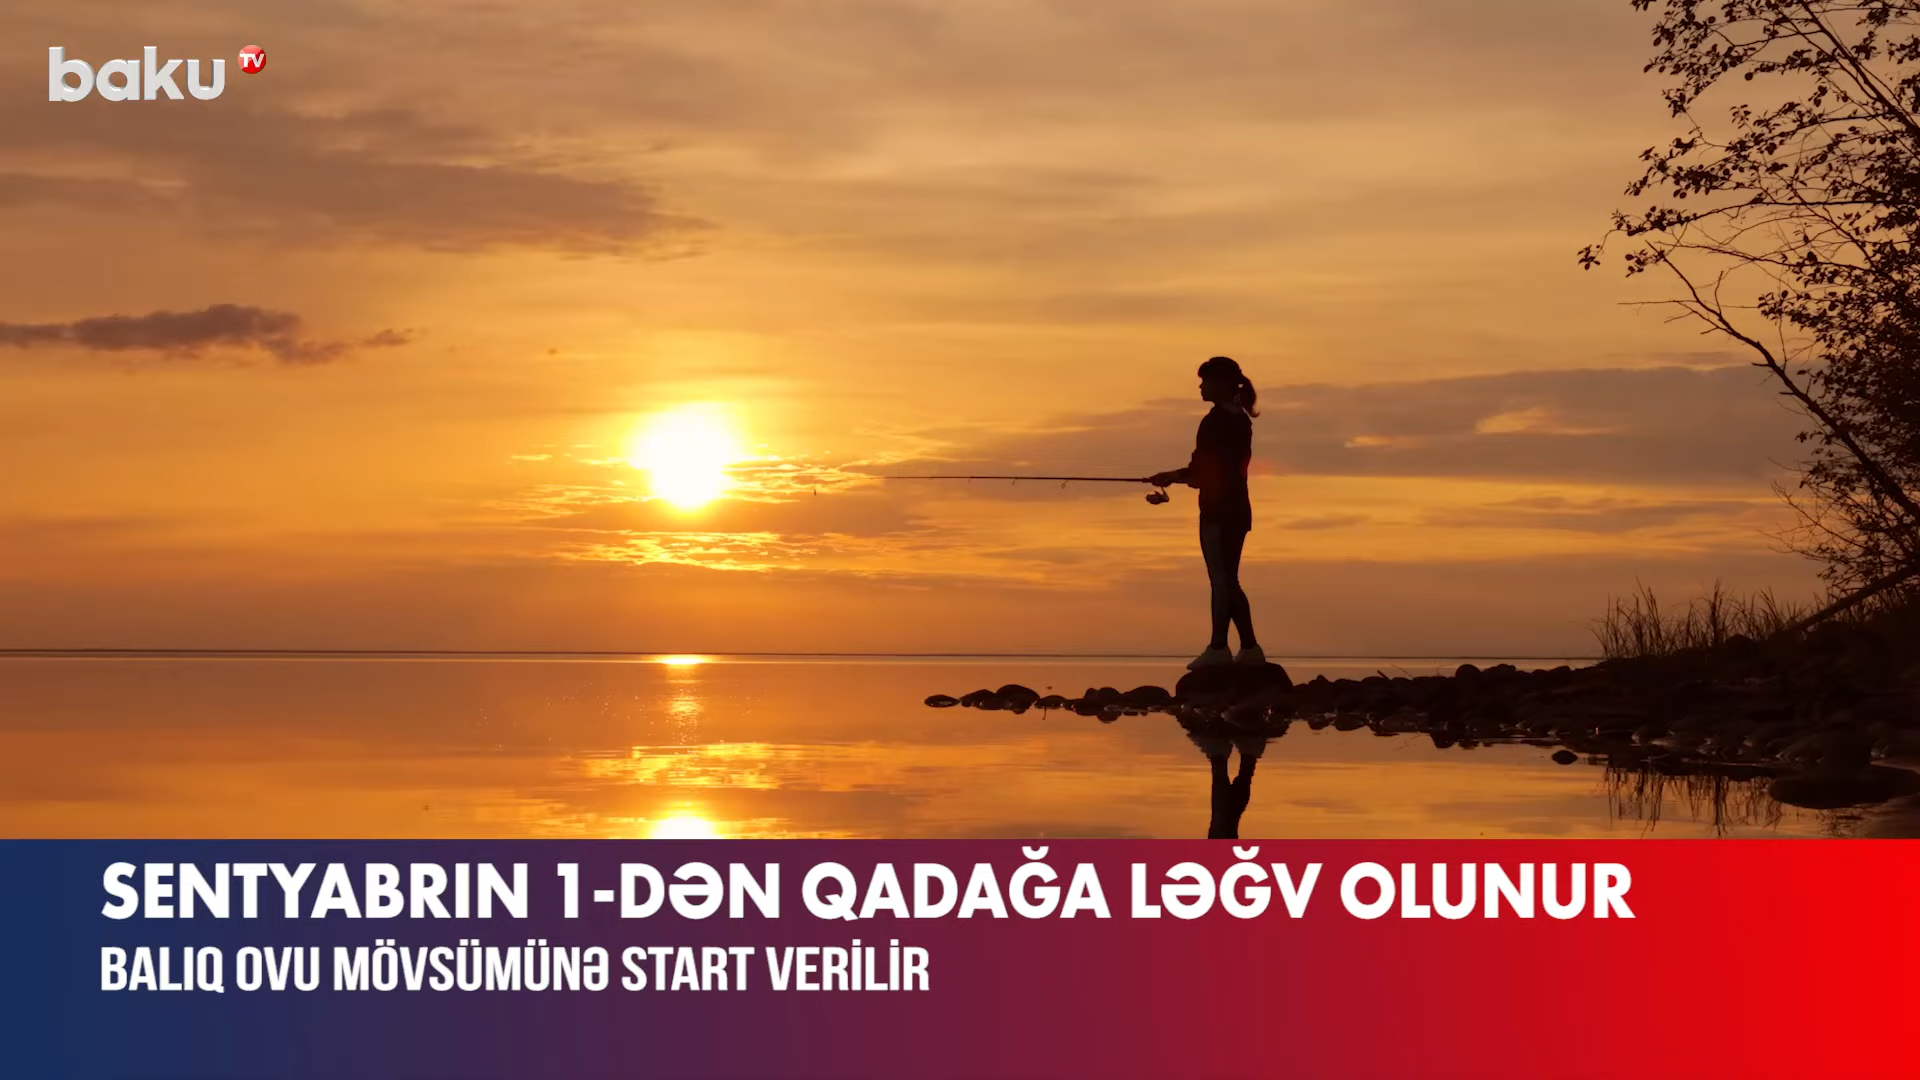 baku TV
SENTYABRIN 1-DƏN QADAĞA LƏĞV OLUNUR
BALIQ OVU MÖVSÜMÜNƏ START VERİLİR